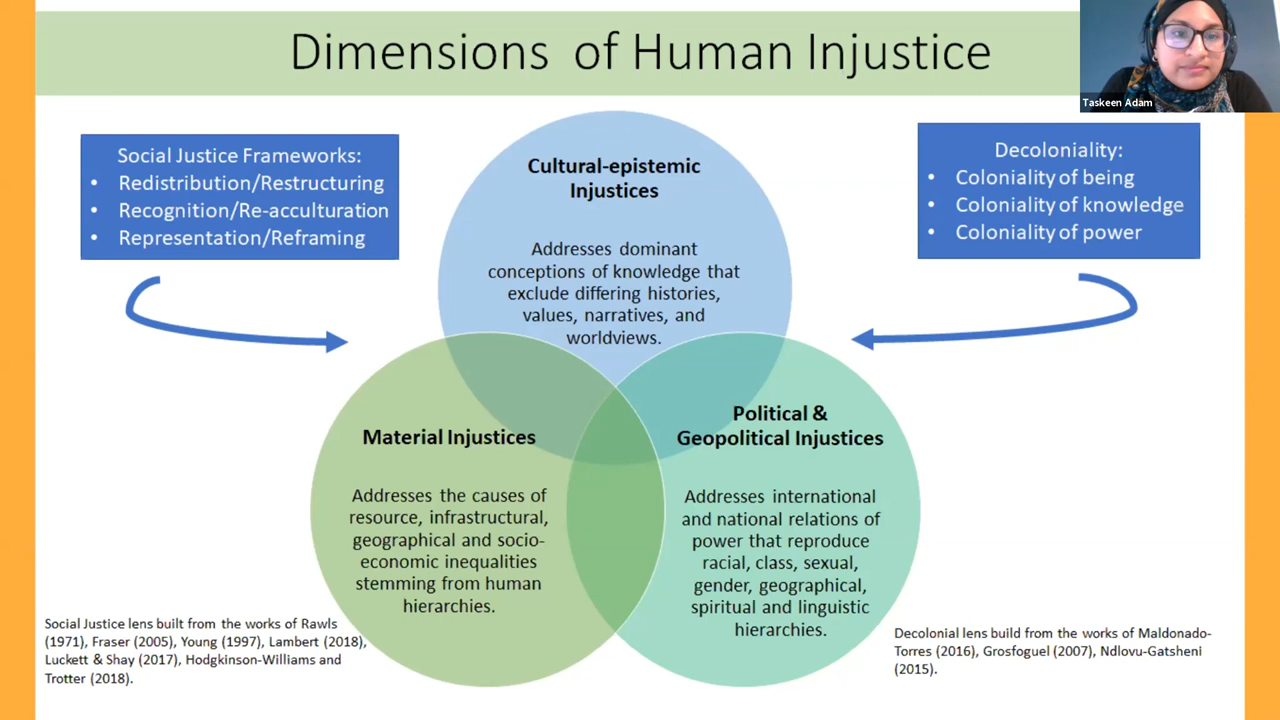 Dimensions of Human Injustice
Taskeen Adam
Social Justice Frameworks:
• Redistribution/Restructuring
• Recognition/Re-acculturation
• Representation/Reframing
Cultural-epistemic
Injustices
Addresses dominant
conceptions of knowledge that
exclude differing histories,
values, narratives, and
worldviews.
Decoloniality:
• Coloniality of being
• Coloniality of knowledge
• Coloniality of power
Material Injustices
Addresses the causes of
resource, infrastructural,
geographical and socio-
economic inequalities
stemming from human
hierarchies.
Political &
Geopolitical Injustices
Addresses international
and national relations of
power that reproduce
racial, class, sexual,
gender, geographical,
spiritual and linguistic
hierarchies.
Social Justice lens built from the works of Rawls
(1971), Fraser (2005), Young (1997), Lambert (2018),
Luckett & Shay (2017), Hodgkinson-Williams and
Trotter (2018).
Decolonial lens build from the works of Maldonado-
Torres (2016), Grosfoguel (2007), Ndlovu-Gatsheni
(2015).